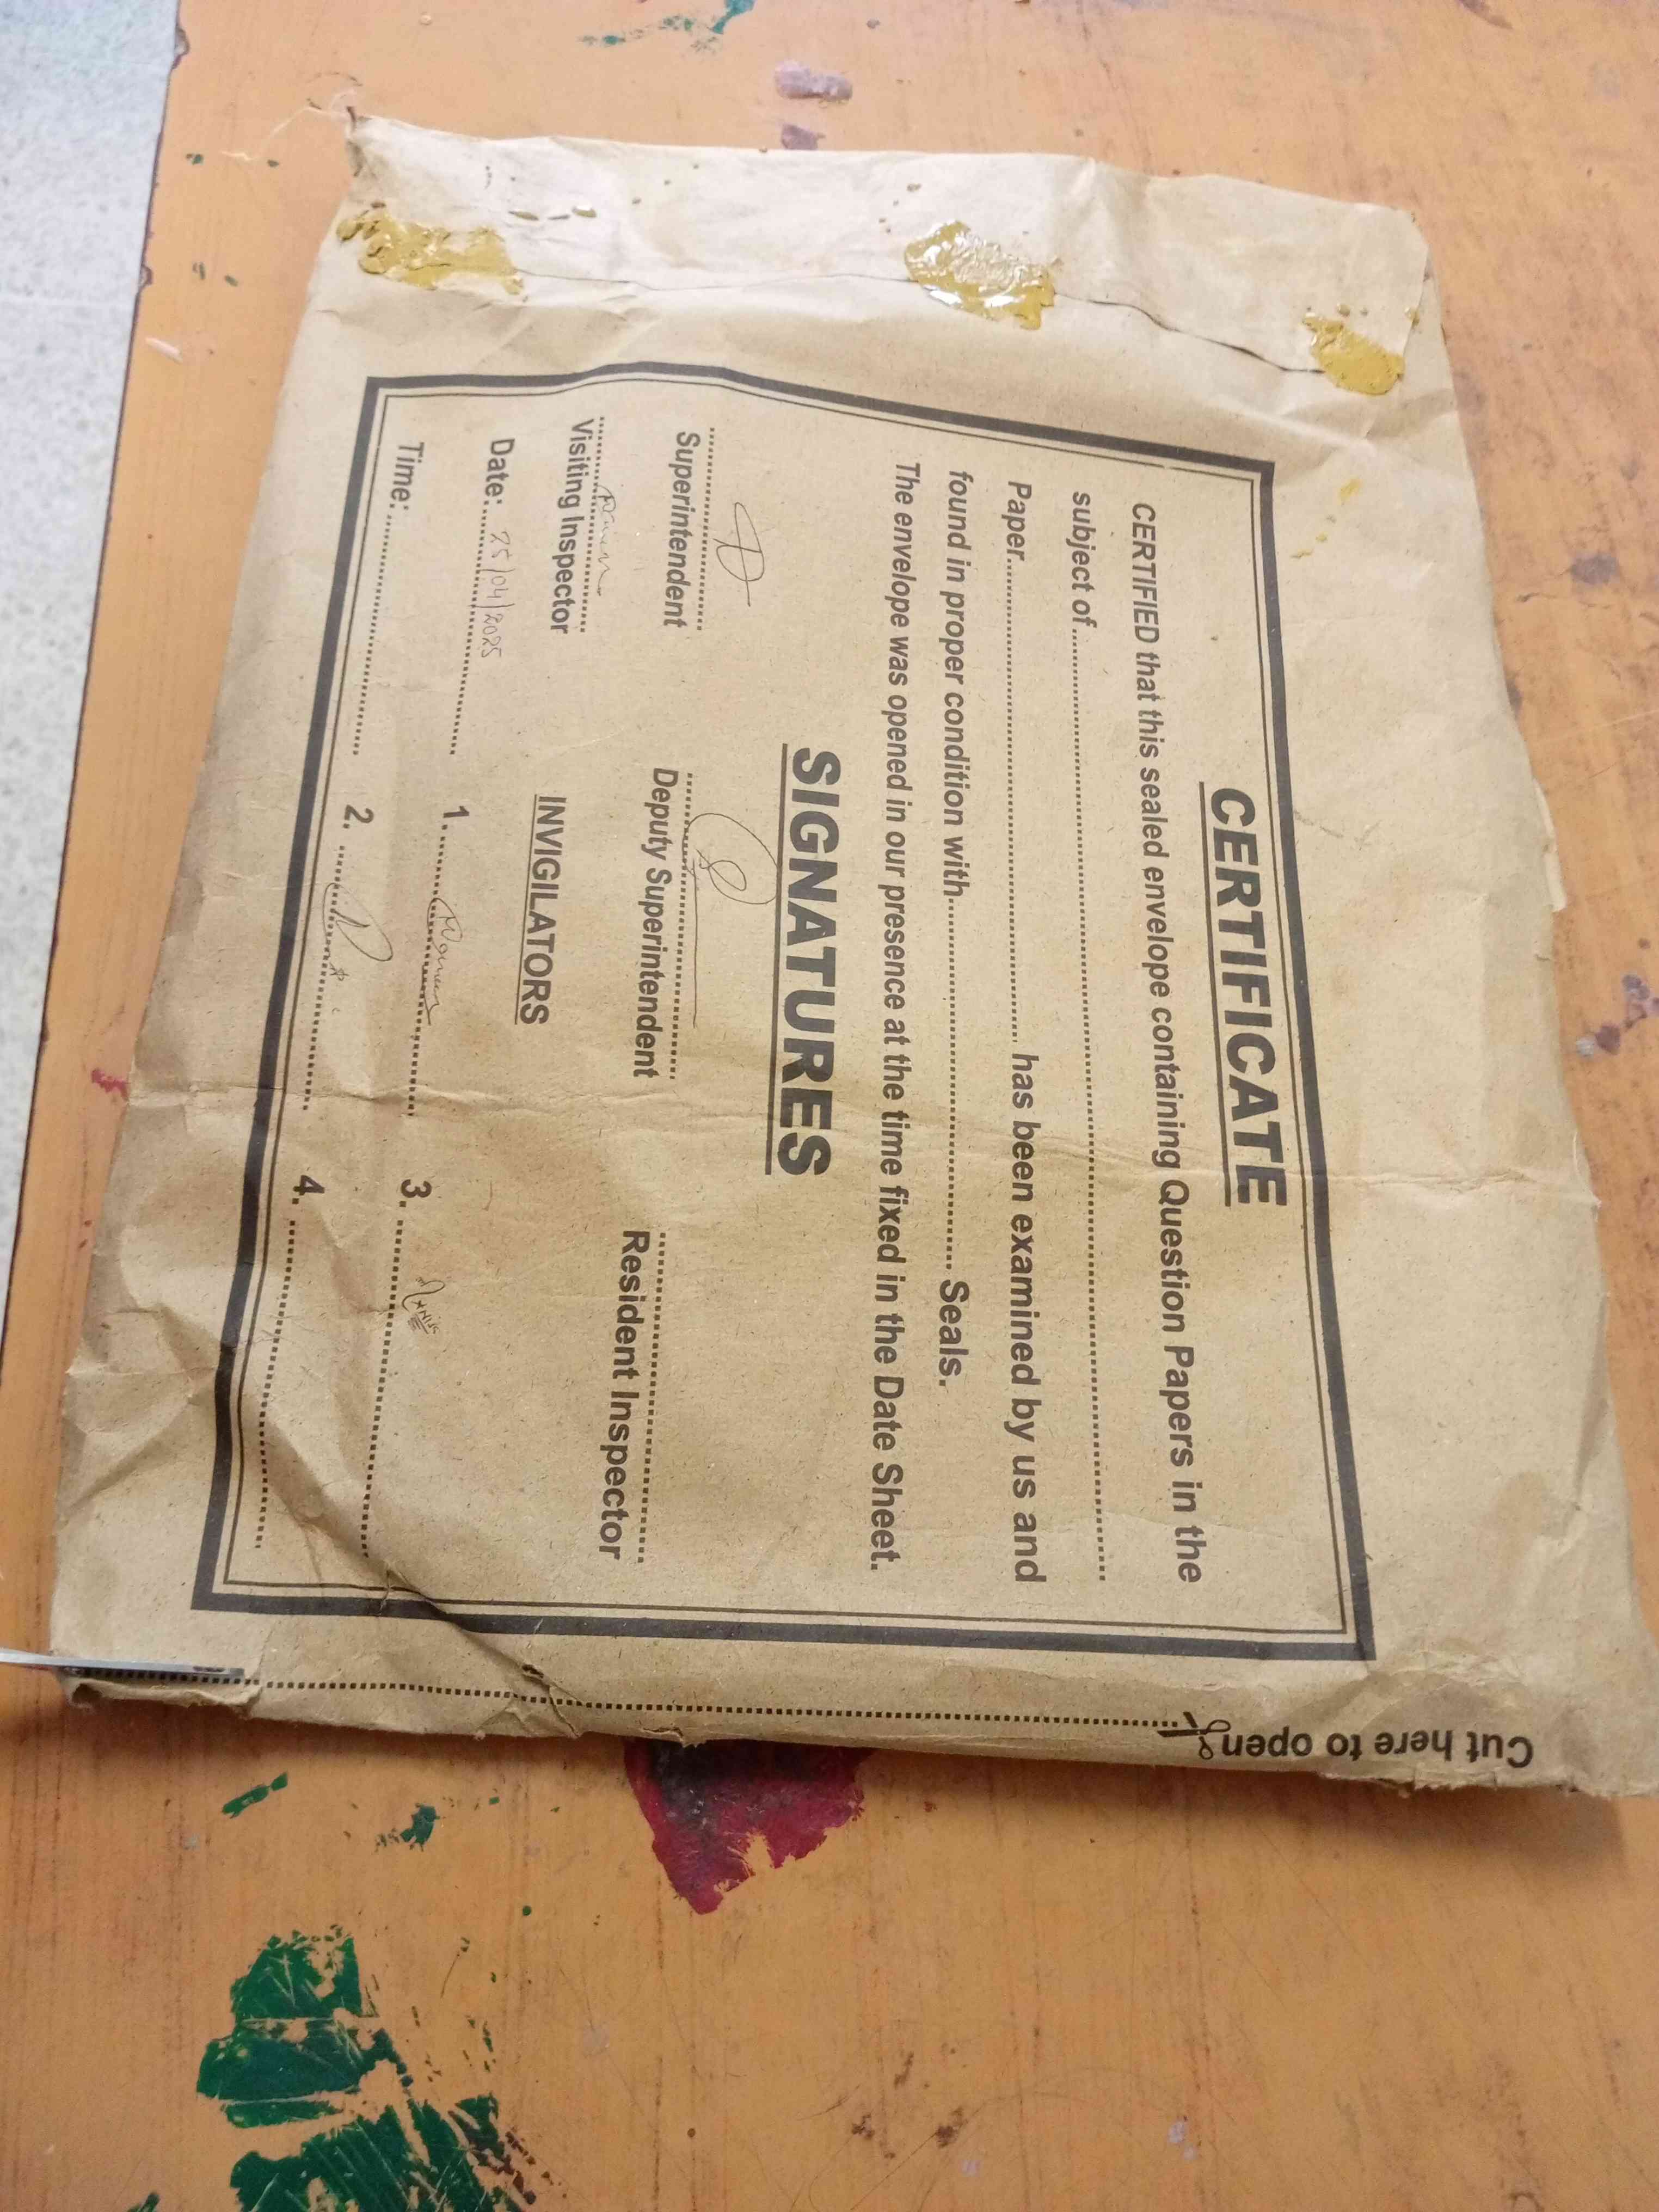 CERTIFICATE
CERTIFIED that this sealed envelope containing Question Papers in the
subject of..............................................................
Paper.................................................. has been examined by us and
found in proper condition with.................................................. Seals.
The envelope was opened in our presence at the time fixed in the Date Sheet.
SIGNATURES
Superintendent
Deputy Superintendent
Resident Inspector
Visiting Inspector
INVIGILATORS
Date: 25/04/2025
1.
3.
Time:
2.
4.
Cut here to open